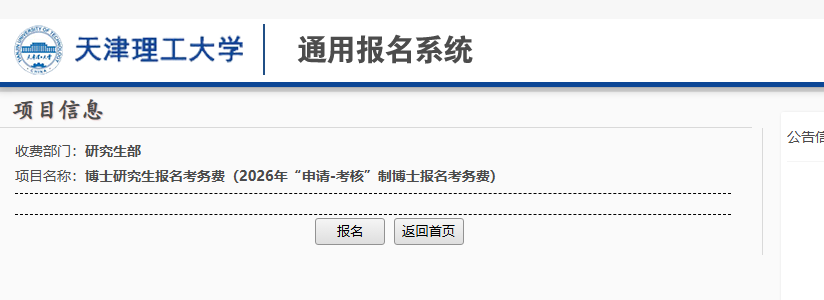 天津理工大学
通用报名系统
项目信息
公告信
收费部门：研究生部
项目名称：博士研究生报名考务费（2026年“申请-考核”制博士报名考务费）
报名
返回首页